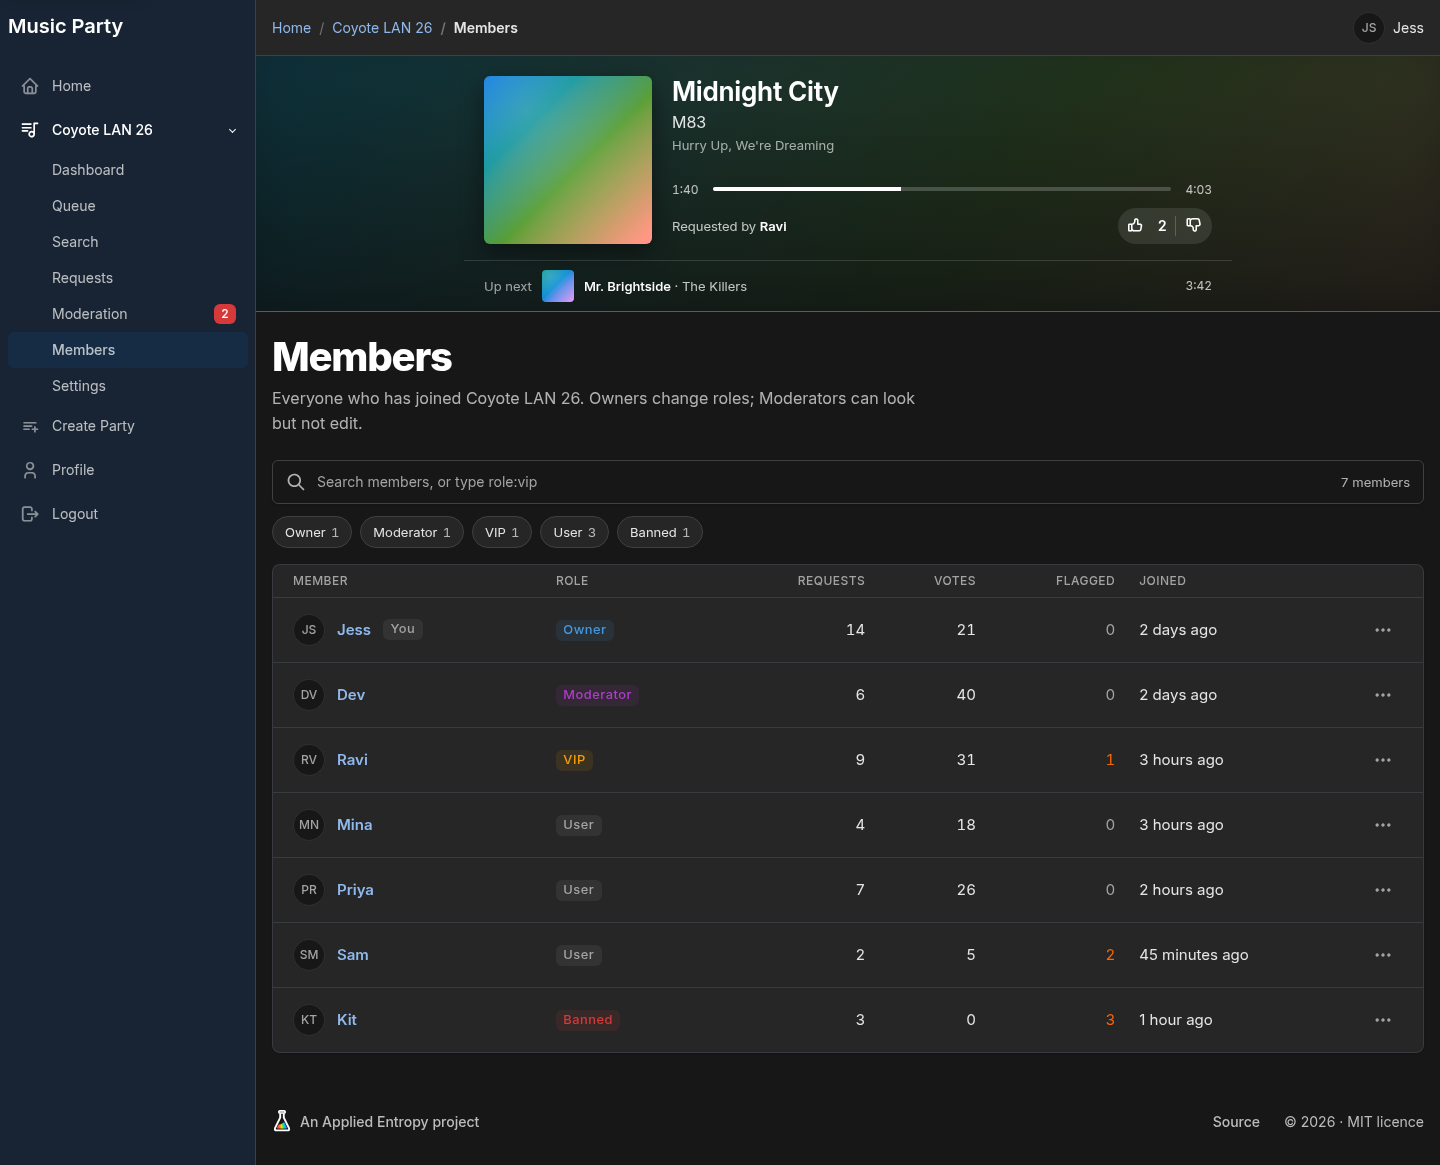 Music Party
Home
Coyote LAN 26
Dashboard
Queue
Search
Requests
Moderation 2
Members
Settings
Create Party
Profile
Logout
Home / Coyote LAN 26 / Members
JS Jess
Midnight City
M83
Hurry Up, We're Dreaming
1:40 4:03
Requested by Ravi 2
Up next Mr. Brightside · The Killers 3:42
Members
Everyone who has joined Coyote LAN 26. Owners change roles; Moderators can look
but not edit.
Search members, or type role:vip 7 members
Owner 1 Moderator 1 VIP 1 User 3 Banned 1
MEMBER ROLE REQUESTS VOTES FLAGGED JOINED
JS Jess You Owner 14 21 0 2 days ago
DV Dev Moderator 6 40 0 2 days ago
RV Ravi VIP 9 31 1 3 hours ago
MN Mina User 4 18 0 3 hours ago
PR Priya User 7 26 0 2 hours ago
SM Sam User 2 5 2 45 minutes ago
KT Kit Banned 3 0 3 1 hour ago
An Applied Entropy project Source © 2026 · MIT licence